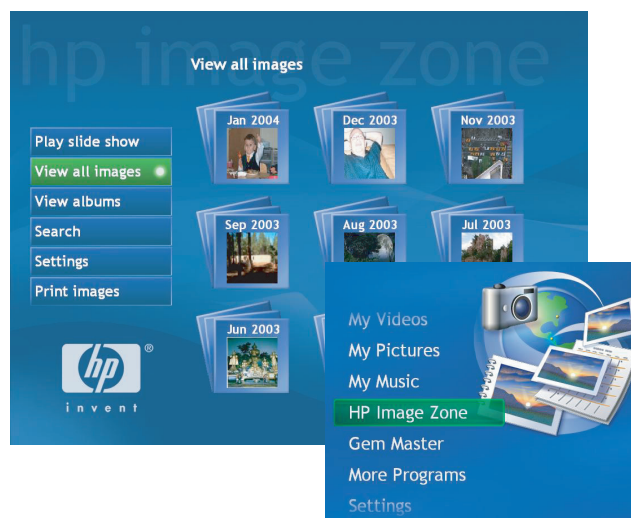 hp image zone
View all images
Jan 2004
Dec 2003
Nov 2003
Play slide show
View all images
View albums
Search
Settings
Print images
Sep 2003
Aug 2003
Jul 2003
Jun 2003
hp
®
invent
My Videos
My Pictures
My Music
HP Image Zone
Gem Master
More Programs
Settings